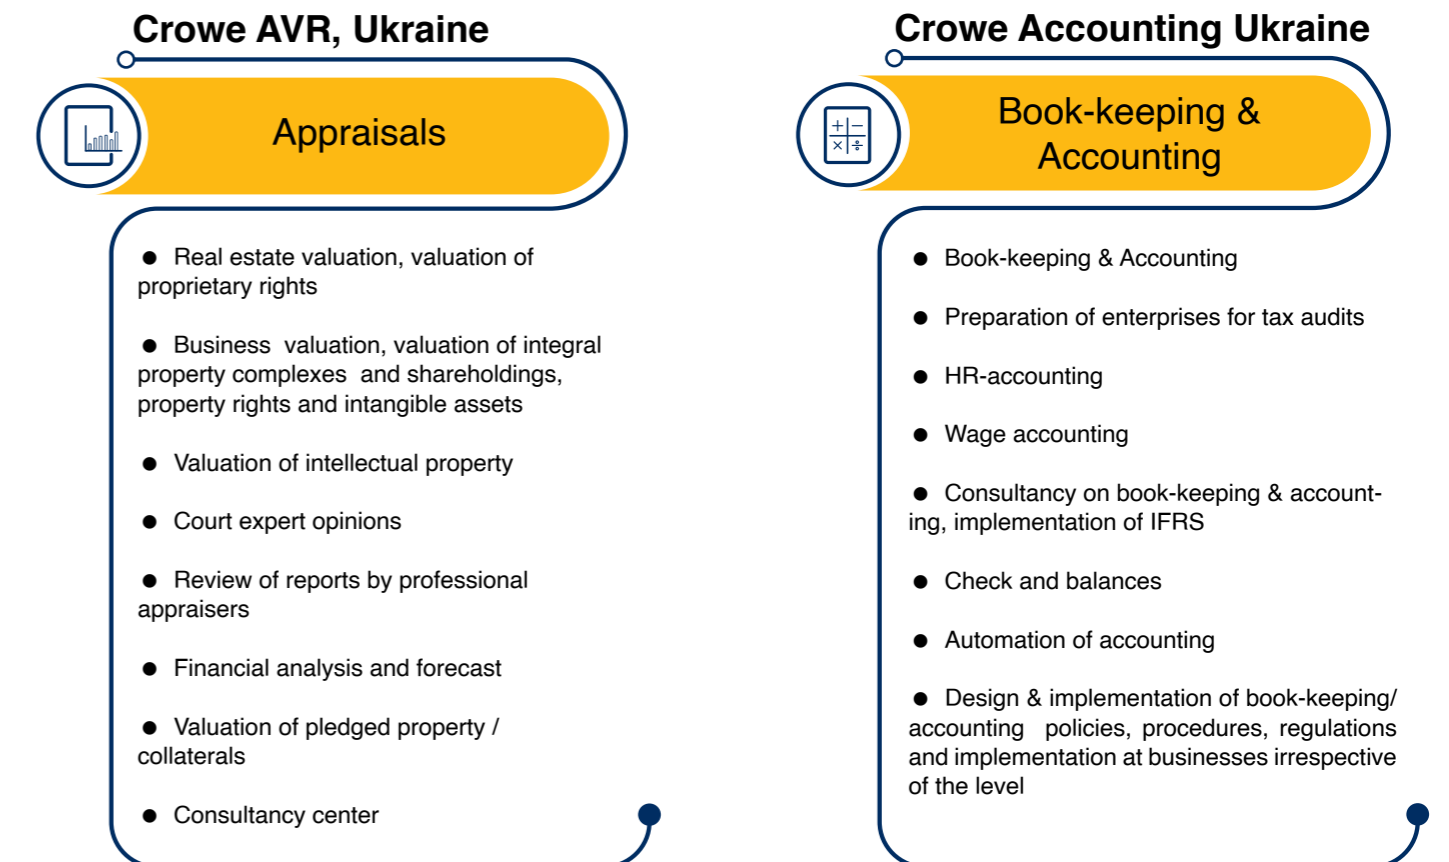 Crowe AVR, Ukraine
Appraisals
● Real estate valuation, valuation of
proprietary rights
● Business valuation, valuation of integral
property complexes and shareholdings,
property rights and intangible assets
● Valuation of intellectual property
● Court expert opinions
● Review of reports by professional
appraisers
● Financial analysis and forecast
● Valuation of pledged property /
collaterals
● Consultancy center
Crowe Accounting Ukraine
Book-keeping &
Accounting
● Book-keeping & Accounting
● Preparation of enterprises for tax audits
● HR-accounting
● Wage accounting
● Consultancy on book-keeping & account-
ing, implementation of IFRS
● Check and balances
● Automation of accounting
● Design & implementation of book-keeping/
accounting policies, procedures, regulations
and implementation at businesses irrespective
of the level